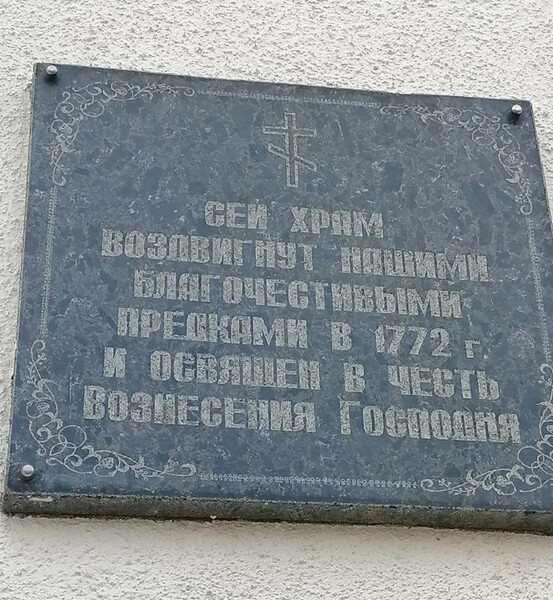 СЕЙ ХРАМ
ВОЗДВИГНУТ НАШИМИ
БЛАГОЧЕСТИВЫМИ
ПРЕДКАМИ В 1772 г.
И ОСВЯЩЕН В ЧЕСТЬ
ВОЗНЕСЕНИЯ ГОСПОДНЯ